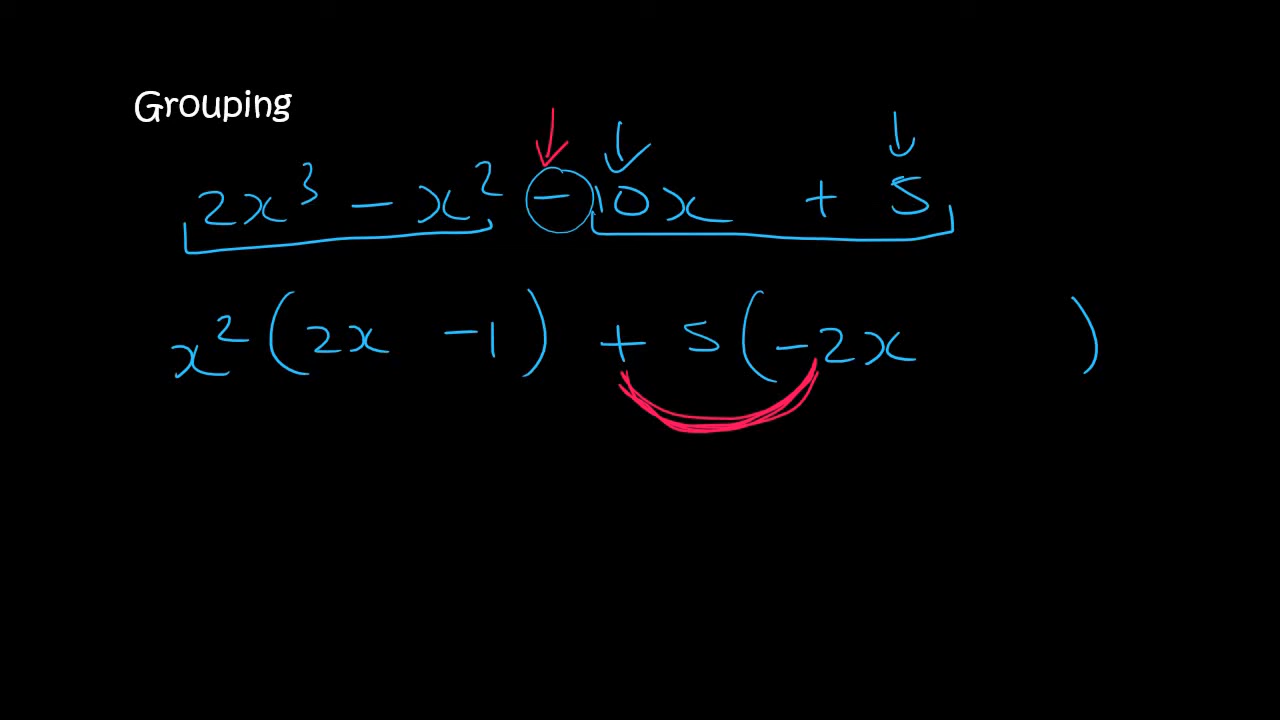 Grouping
2x³ - x² - 10x + 5
x² (2x - 1) + 5 (-2x )